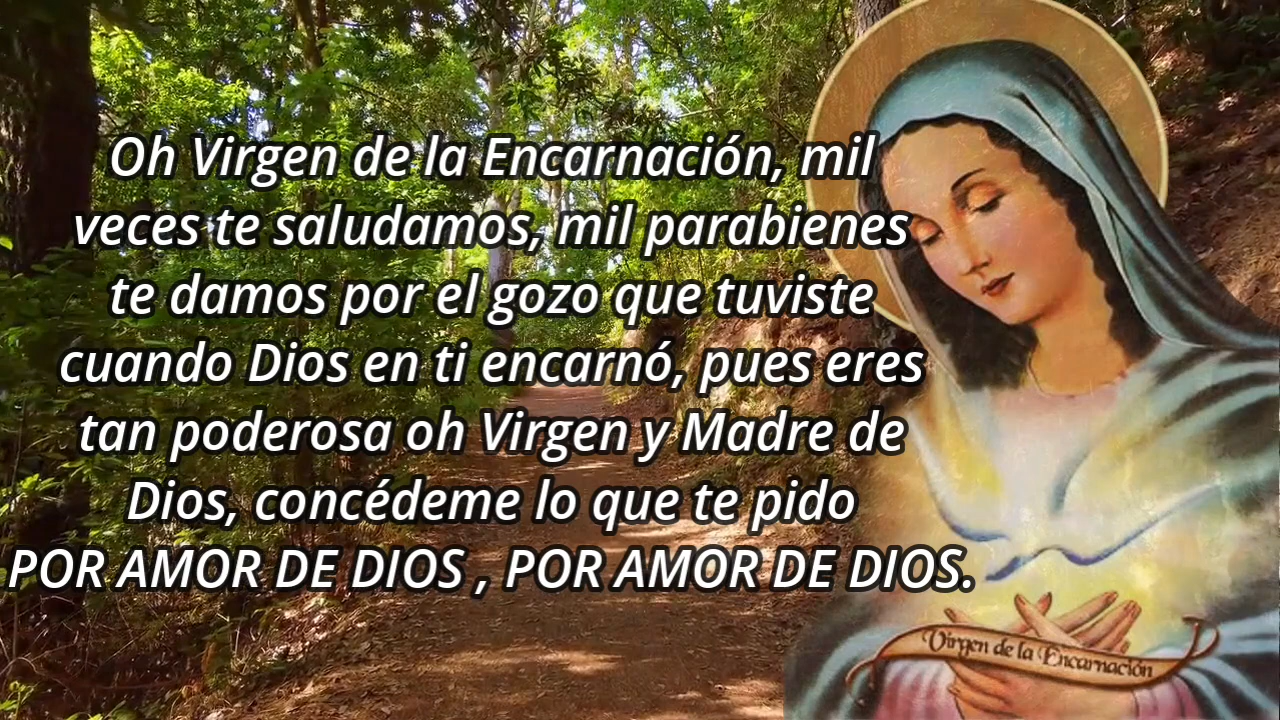 Oh Virgen de la Encarnación, mil
veces te saludamos, mil parabienes
te damos por el gozo que tuviste
cuando Dios en ti encarnó, pues eres
tan poderosa oh Virgen y Madre de
Dios, concédeme lo que te pido
POR AMOR DE DIOS , POR AMOR DE DIOS.
Virgen de la Encarnación